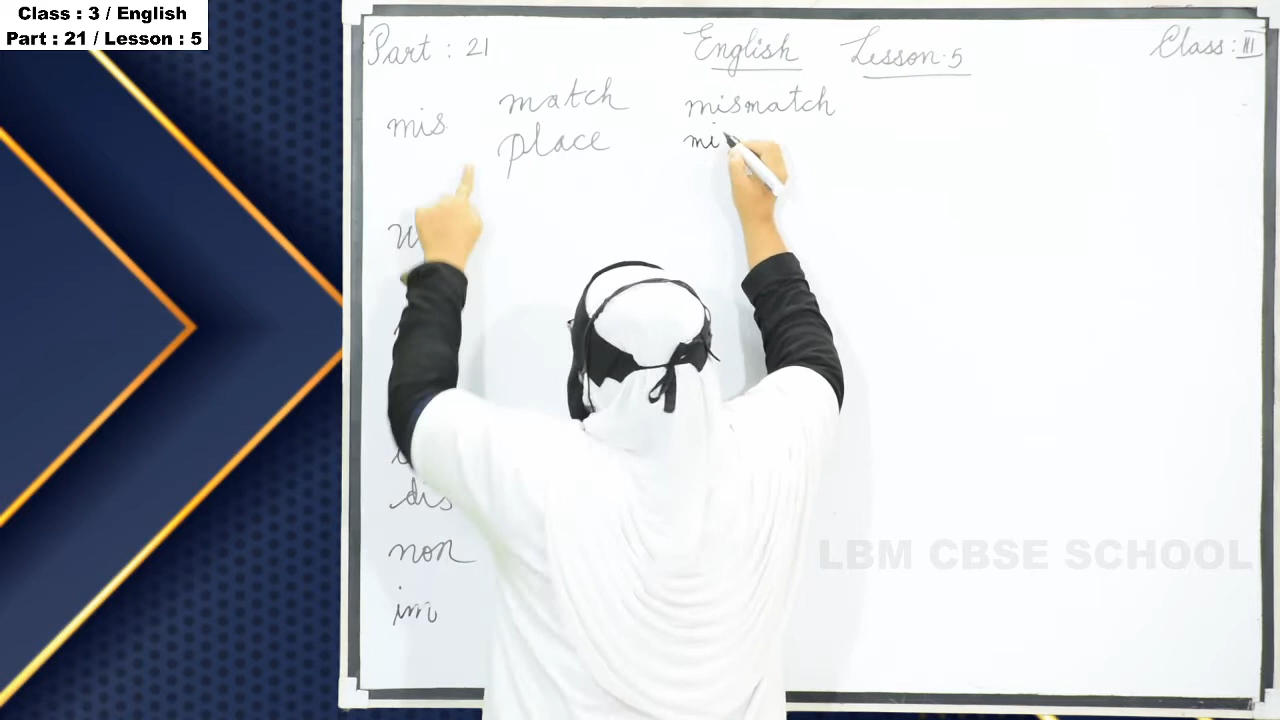 Class : 3 / English
Part : 21 / Lesson : 5
Part : 21 English Lesson.5 Class : III
mis match mismatch
place mi
dis
non
im
LBM CBSE SCHOOL